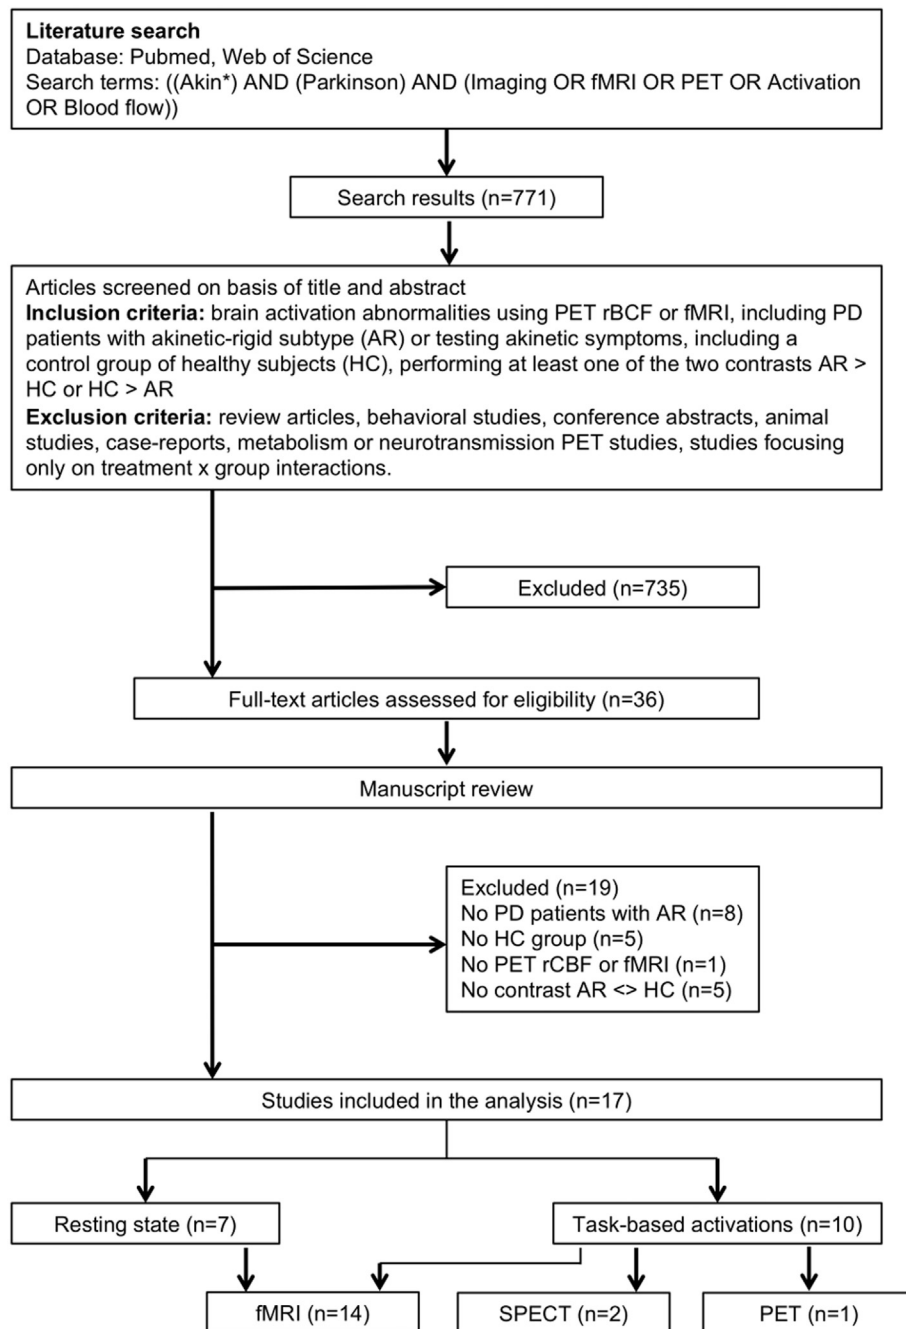 Literature search
Database: Pubmed, Web of Science
Search terms: ((Akin*) AND (Parkinson) AND (Imaging OR fMRI OR PET OR Activation
OR Blood flow))
Search results (n=771)
Articles screened on basis of title and abstract
Inclusion criteria: brain activation abnormalities using PET rBCF or fMRI, including PD
patients with akinetic-rigid subtype (AR) or testing akinetic symptoms, including a
control group of healthy subjects (HC), performing at least one of the two contrasts AR >
HC or HC > AR
Exclusion criteria: review articles, behavioral studies, conference abstracts, animal
studies, case-reports, metabolism or neurotransmission PET studies, studies focusing
only on treatment x group interactions.
Excluded (n=735)
Full-text articles assessed for eligibility (n=36)
Manuscript review
Excluded (n=19)
No PD patients with AR (n=8)
No HC group (n=5)
No PET rCBF or fMRI (n=1)
No contrast AR <> HC (n=5)
Studies included in the analysis (n=17)
Resting state (n=7)
Task-based activations (n=10)
fMRI (n=14)
SPECT (n=2)
PET (n=1)